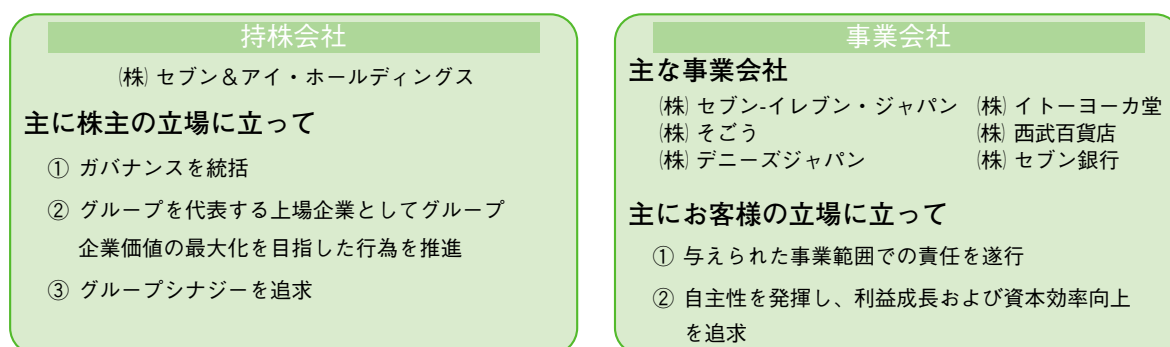 持株会社
㈱ セブン＆アイ・ホールディングス
主に株主の立場に立って
① ガバナンスを統括
② グループを代表する上場企業としてグループ
企業価値の最大化を目指した行為を推進
③ グループシナジーを追求
事業会社
主な事業会社
㈱ セブン-イレブン・ジャパン ㈱ イトーヨーカ堂
㈱ そごう ㈱ 西武百貨店
㈱ デニーズジャパン ㈱ セブン銀行
主にお客様の立場に立って
① 与えられた事業範囲での責任を遂行
② 自主性を発揮し、利益成長および資本効率向上
を追求